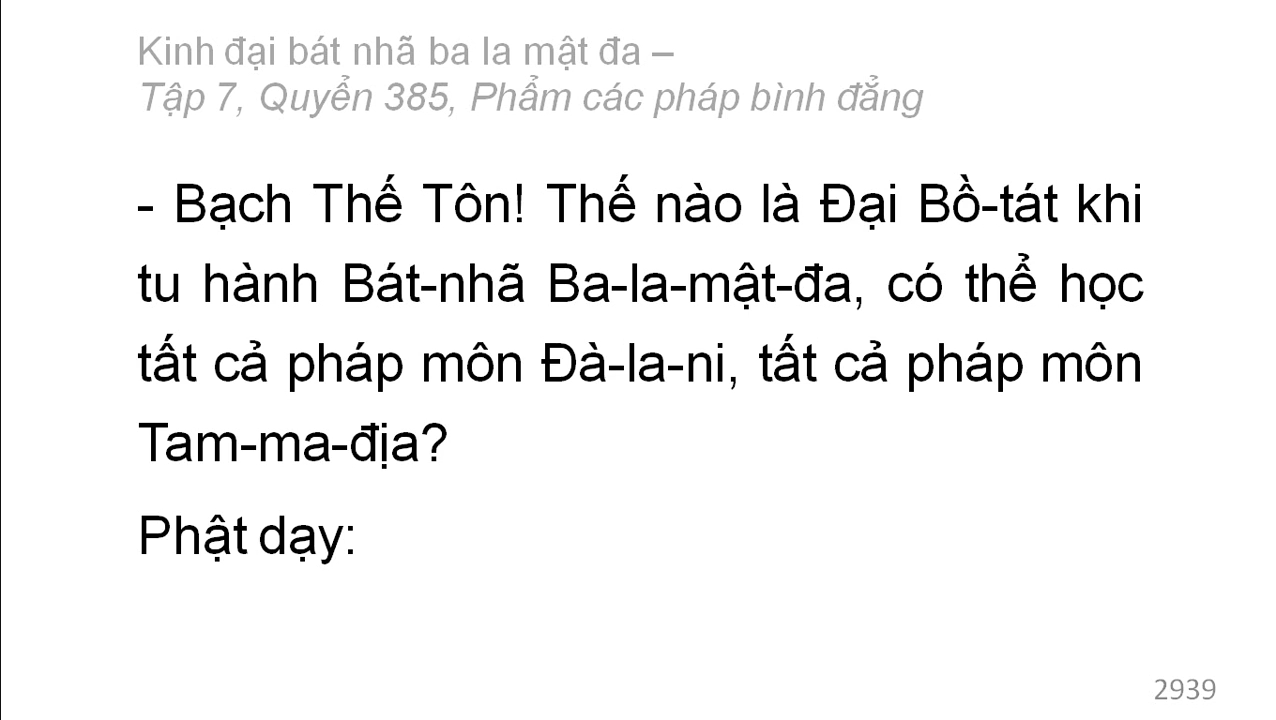 Kinh đại bát nhã ba la mật đa –
Tập 7, Quyển 385, Phẩm các pháp bình đẳng
- Bạch Thế Tôn! Thế nào là Đại Bồ-tát khi
tu hành Bát-nhã Ba-la-mật-đa, có thể học
tất cả pháp môn Đà-la-ni, tất cả pháp môn
Tam-ma-địa?
Phật dạy:
2939